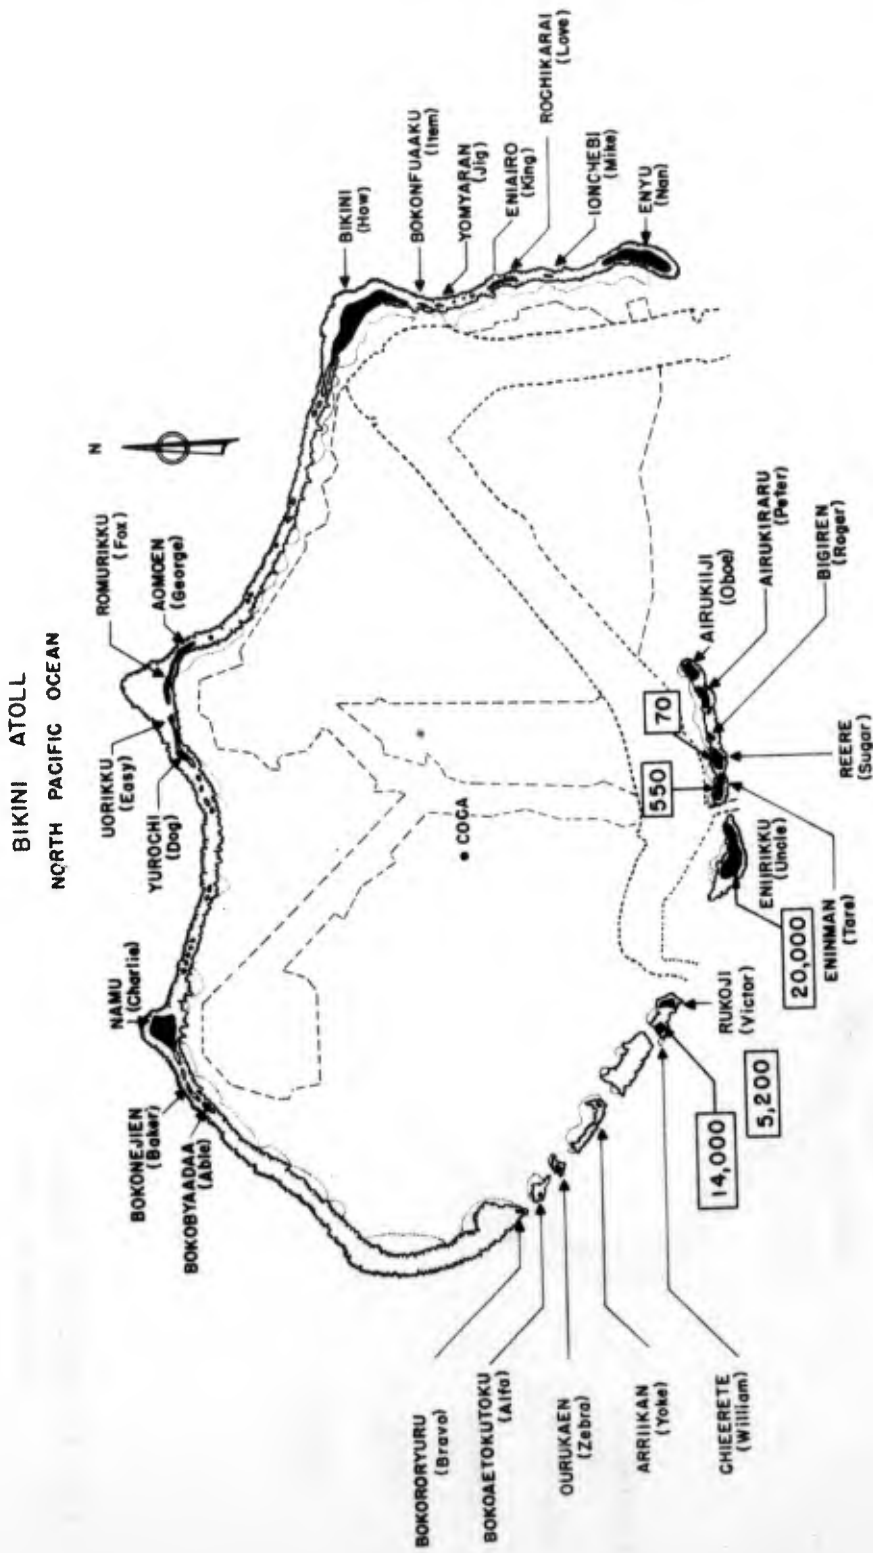 BIKINI ATOLL
NORTH PACIFIC OCEAN
N
NAMU
(Charlie)
BOKONEJIEN
(Baker)
BOKOBYAADAA
(Able)
UORIKKU
(Easy)
YUROCHI
(Dog)
ROMURIKKU
(Fox)
AOMOEN
(George)
BIKINI
(How)
BOKONFUAAKU
(Item)
YOMYARAN
(Jig)
ENIAIRO
(King)
ROCHIKARAI
(Love)
IONCHEBI
(Mike)
ENYU
(Nan)
COCA
BOKORORYURU
(Bravo)
BOKOAETOKUTOKU
(Alfa)
OURUKAEN
(Zebra)
ARRIIKAN
(Yoke)
CHIEERETE
(William)
14,000
5,200
RUKOJI
(Victor)
20,000
ENIIRIKKU
(Uncle)
ENINMAN
(Tare)
550
70
REERE
(Sugar)
BIGIREN
(Roger)
AIRUKIRARU
(Peter)
AIRUKIIJI
(Oboe)